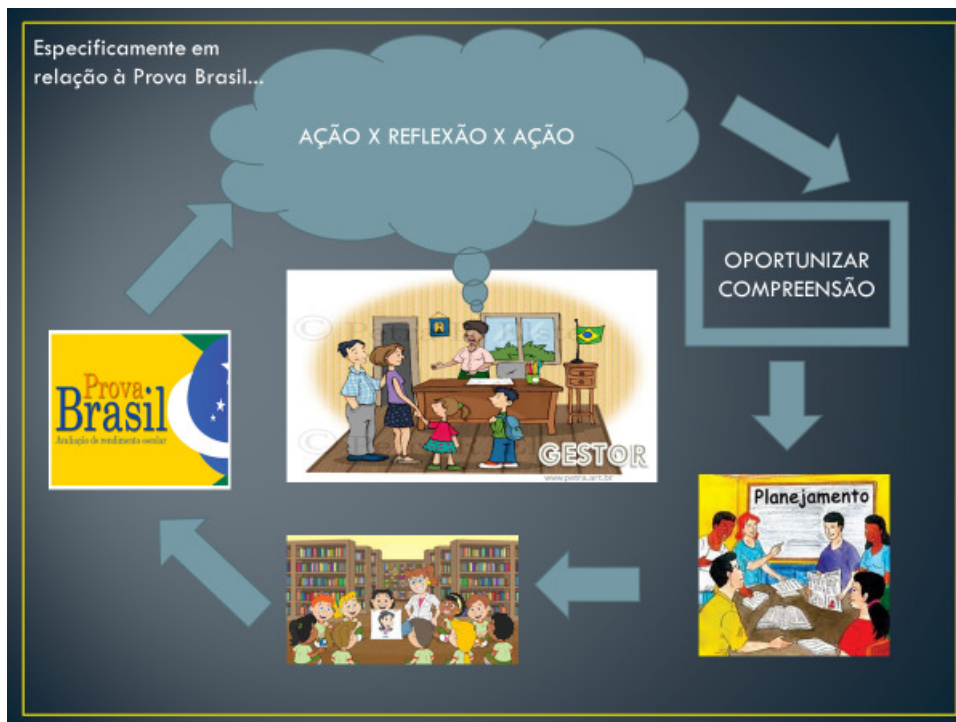 Especificamente em
relação à Prova Brasil...
AÇÃO X REFLEXÃO X AÇÃO
OPORTUNIZAR
COMPREENSÃO
Prova
Brasil
Avaliação de rendimento escolar
GESTOR
www.petra.art.br
Planejamento